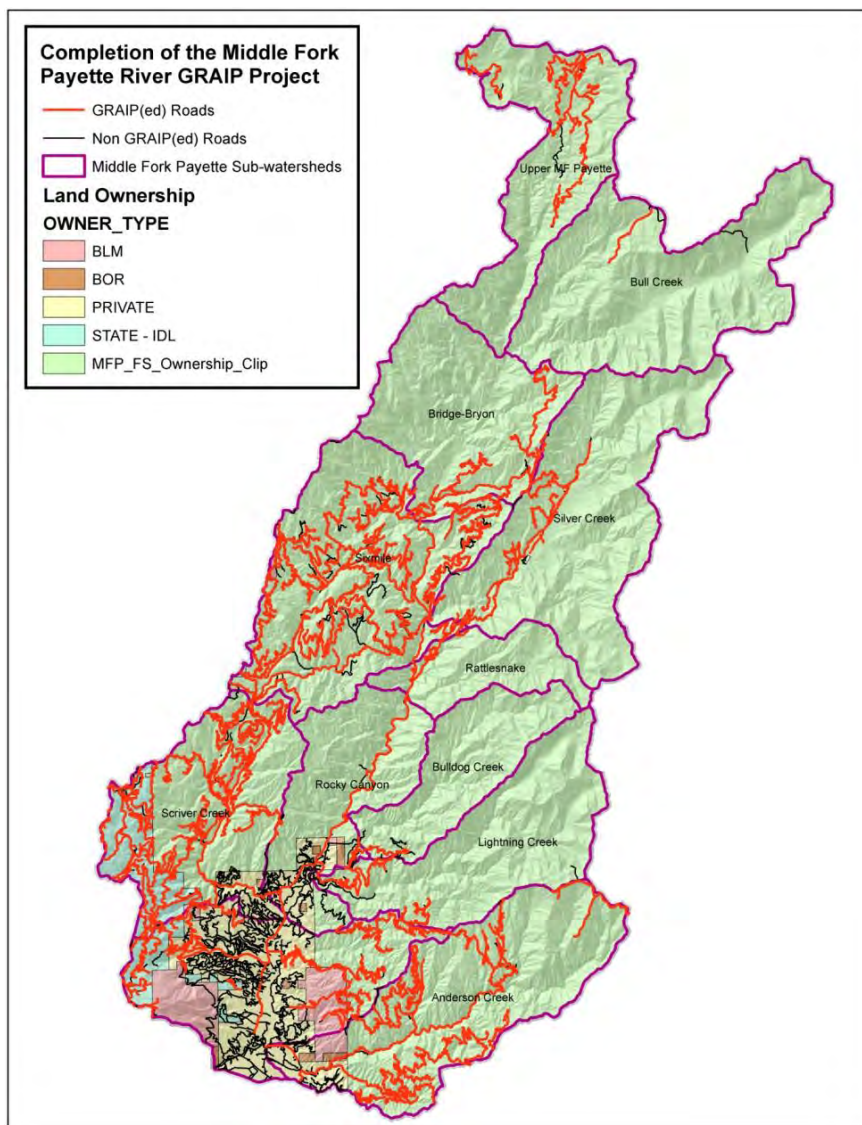 Completion of the Middle Fork
Payette River GRAIP Project
GRAIP(ed) Roads
Non GRAIP(ed) Roads
Middle Fork Payette Sub-watersheds
Land Ownership
OWNER_TYPE
BLM
BOR
PRIVATE
STATE - IDL
MFP_FS_Ownership_Clip
Upper MF Payette
Bull Creek
Bridge-Bryon
Silver Creek
Sixmile
Rattlesnake
Bulldog Creek
Rocky Canyon
Scriver Creek
Lightning Creek
Anderson Creek